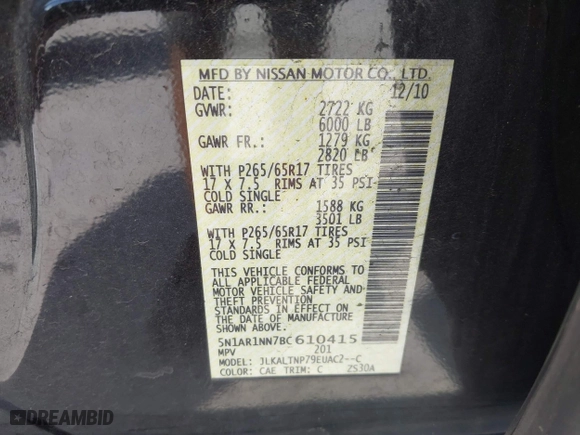 MFD BY NISSAN MOTOR CO., LTD.
DATE: 12/10
GVWR: 2722 KG
6000 LB
GAWR FR.: 1279 KG
2820 LB
WITH P265/65R17 TIRES
17 X 7.5 RIMS AT 35 PSI
COLD SINGLE
GAWR RR.: 1588 KG
3501 LB
WITH P265/65R17 TIRES
17 X 7.5 RIMS AT 35 PSI
COLD SINGLE
THIS VEHICLE CONFORMS TO
ALL APPLICABLE FEDERAL
MOTOR VEHICLE SAFETY AND
THEFT PREVENTION
STANDARDS IN EFFECT ON
THE DATE OF MANUFACTURE
SHOWN ABOVE.
5N1AR1NN7BC610415
MPV 201
MODEL: JLKALTNP79EUAC2--C
COLOR: CAE TRIM: C ZS30A
DREAMBID